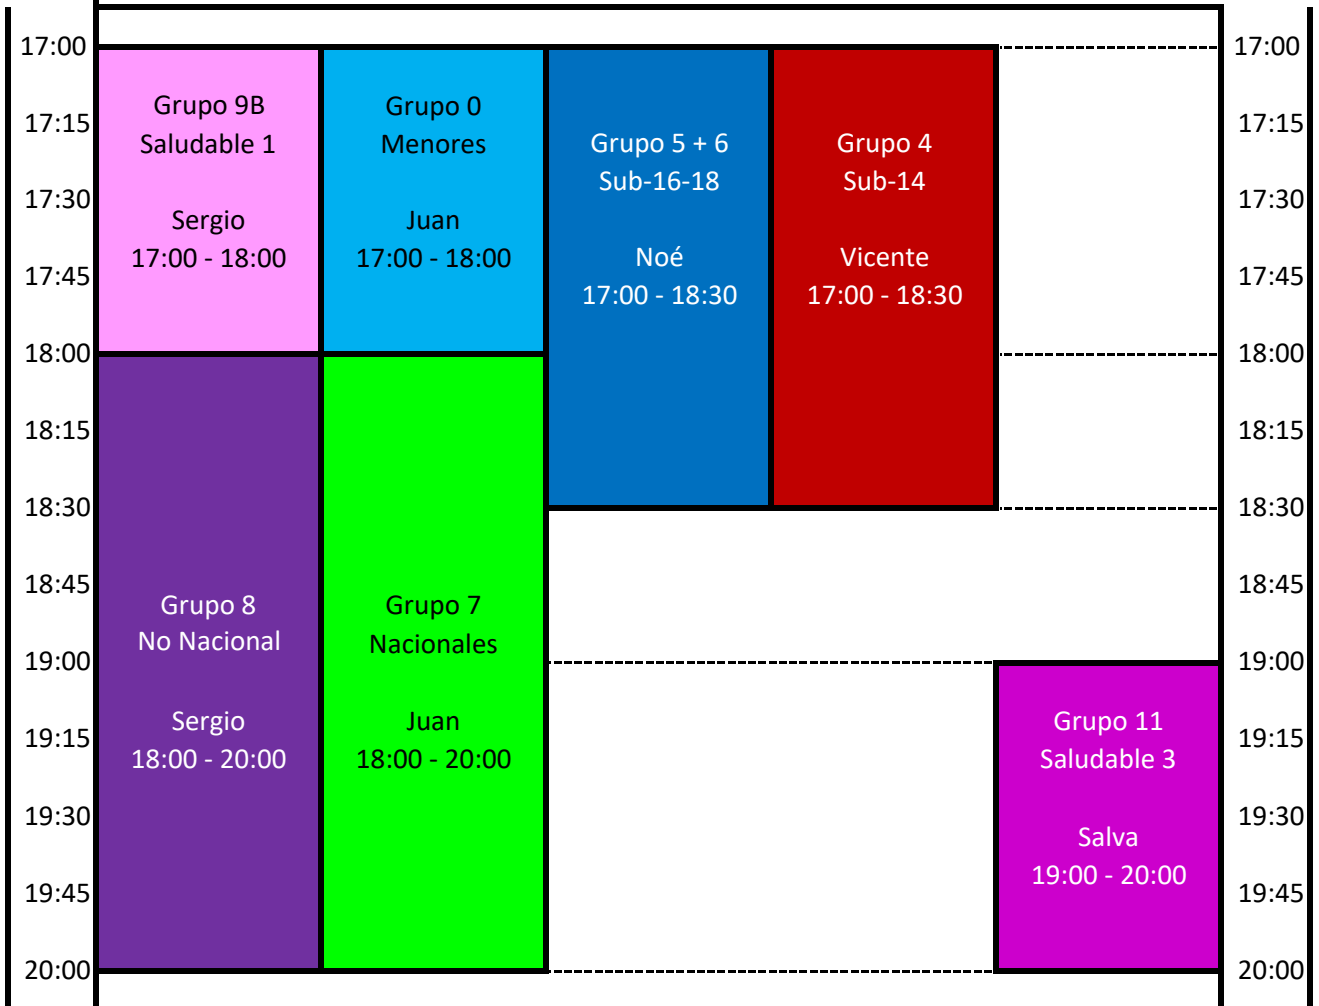 17:00
17:15
17:30
17:45
18:00
18:15
18:30
18:45
19:00
19:15
19:30
19:45
20:00
Grupo 9B
Saludable 1
Sergio
17:00 - 18:00
Grupo 0
Menores
Juan
17:00 - 18:00
Grupo 5 + 6
Sub-16-18
Noé
17:00 - 18:30
Grupo 4
Sub-14
Vicente
17:00 - 18:30
Grupo 8
No Nacional
Sergio
18:00 - 20:00
Grupo 7
Nacionales
Juan
18:00 - 20:00
Grupo 11
Saludable 3
Salva
19:00 - 20:00
17:00
17:15
17:30
17:45
18:00
18:15
18:30
18:45
19:00
19:15
19:30
19:45
20:00